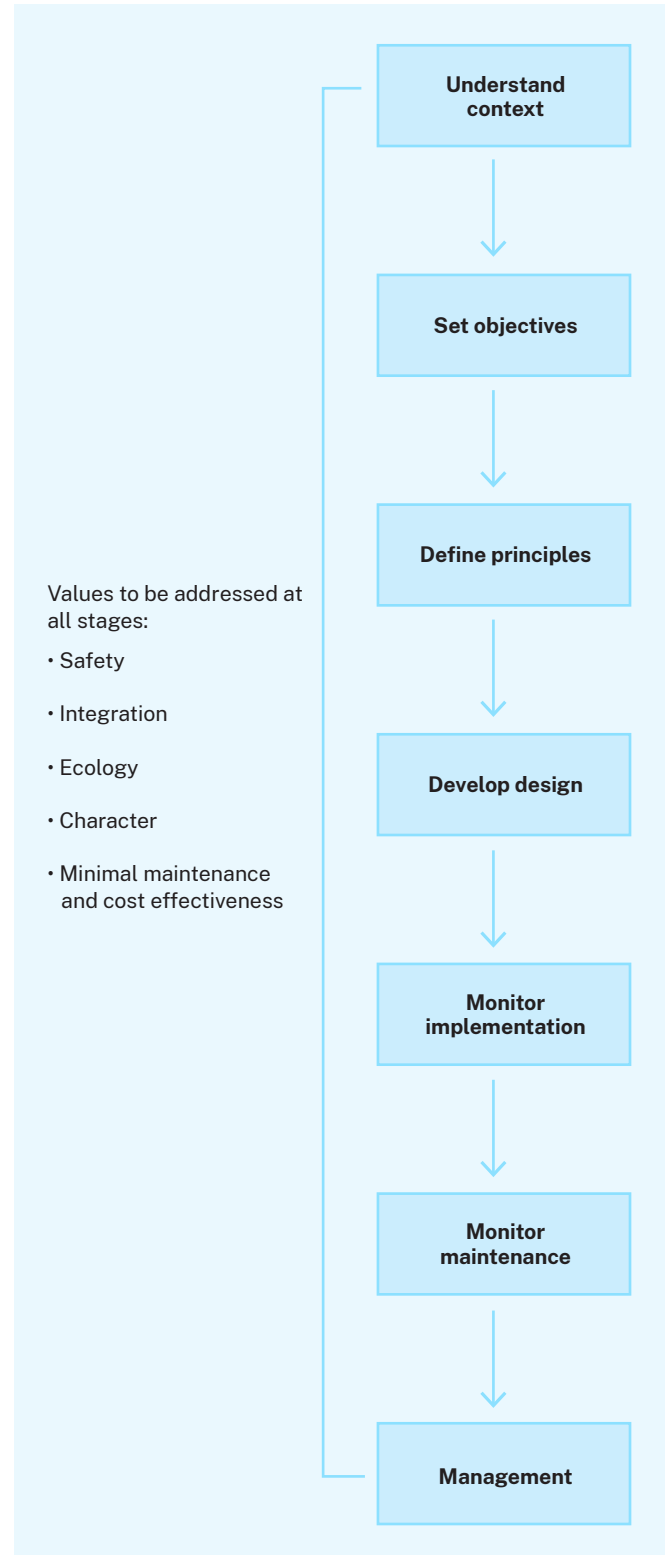 Understand
context
Set objectives
Define principles
Values to be addressed at
all stages:
• Safety
• Integration
• Ecology
• Character
• Minimal maintenance
and cost effectiveness
Develop design
Monitor
implementation
Monitor
maintenance
Management